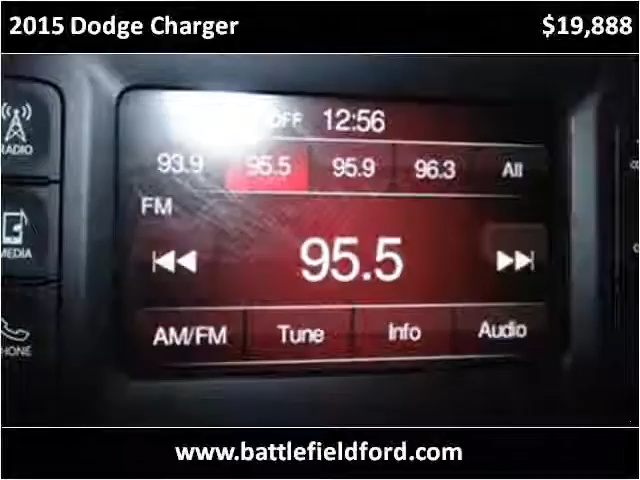 2015 Dodge Charger $19,888
OFF 12:56
93.9 95.5 95.9 96.3 All
FM
95.5
AM/FM Tune Info Audio
RADIO
MEDIA
PHONE
www.battlefieldford.com